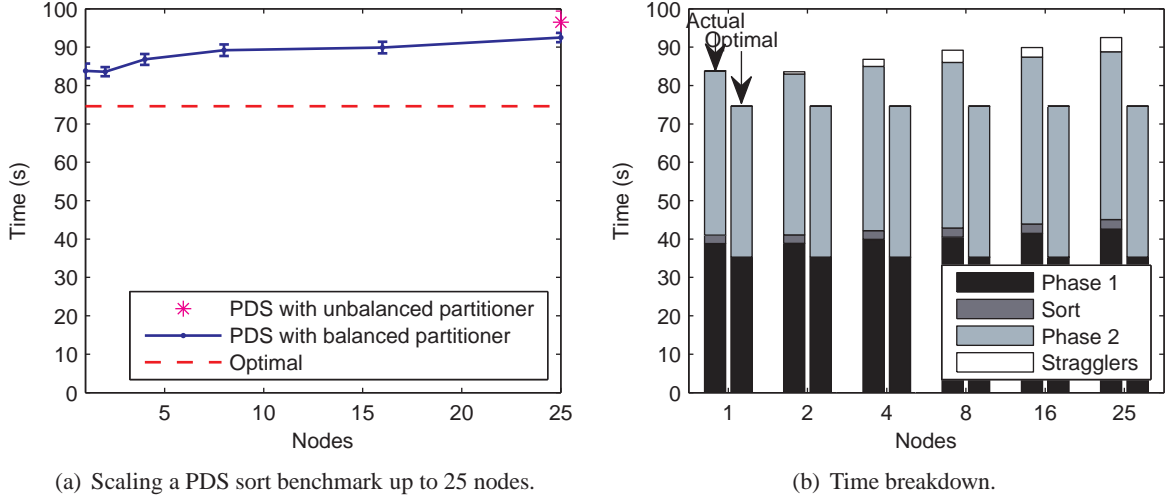 100
90
80
70
60
50
40
30
20
10
0
Time (s)
PDS with unbalanced partitioner
PDS with balanced partitioner
Optimal
5 10 15 20 25
Nodes
(a) Scaling a PDS sort benchmark up to 25 nodes.
100
90
80
70
60
50
40
30
20
10
0
Time (s)
Actual
Optimal
Phase 1
Sort
Phase 2
Stragglers
1 2 4 8 16 25
Nodes
(b) Time breakdown.